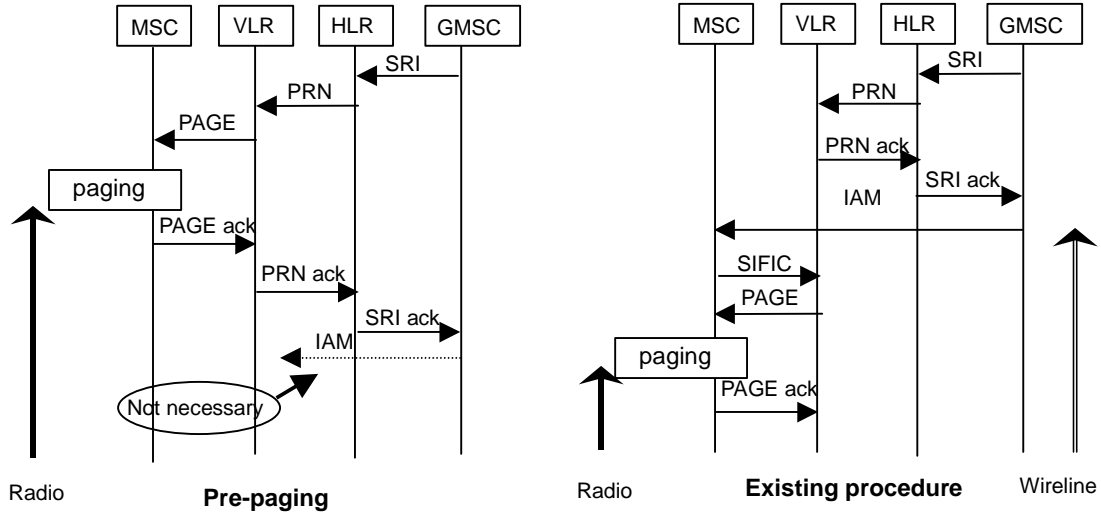 MSC VLR HLR GMSC
SRI
PRN
PAGE
paging
PAGE ack
PRN ack
SRI ack
IAM
Not necessary
Radio
Pre-paging
MSC VLR HLR GMSC
SRI
PRN
PRN ack
SRI ack
IAM
SIFIC
PAGE
paging
PAGE ack
Radio
Existing procedure
Wireline